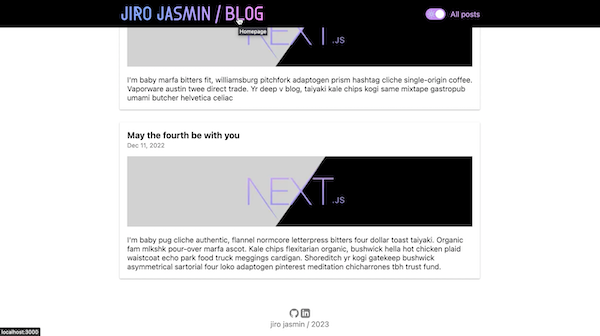 JIRO JASMIN / BLOG
All posts
Homepage
NEXT.JS
I'm baby marfa bitters fit, williamsburg pitchfork adaptogen prism hashtag cliche single-origin coffee.
Vaporware austin twee direct trade. Yr deep v blog, taiyaki kale chips kogi same mixtape gastropub
umami butcher helvetica celiac
May the fourth be with you
Dec 11, 2022
NEXT.JS
I'm baby pug cliche authentic, flannel normcore letterpress bitters four dollar toast taiyaki. Organic
fam mlkshk pour-over marfa ascot. Kale chips flexitarian organic, bushwick hella hot chicken plaid
waistcoat echo park food truck meggings cardigan. Shoreditch yr kogi gatekeep bushwick
asymmetrical sartorial four loko adaptogen pinterest meditation chicharrones tbh trust fund.
jiro jasmin / 2023
localhost:3000